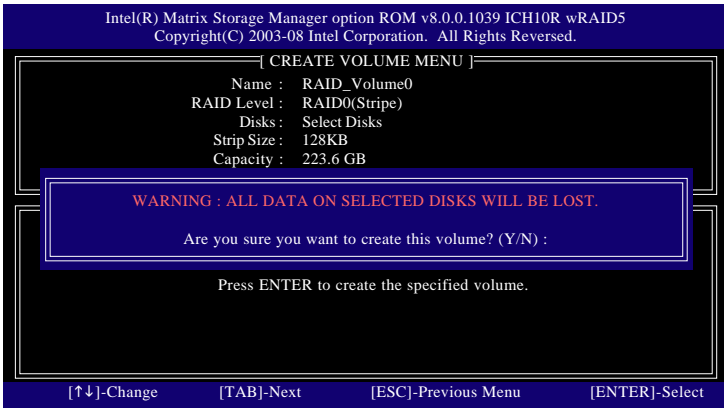 Intel(R) Matrix Storage Manager option ROM v8.0.0.1039 ICH10R wRAID5
Copyright(C) 2003-08 Intel Corporation. All Rights Reversed.
[ CREATE VOLUME MENU ]
Name : RAID_Volume0
RAID Level : RAID0(Stripe)
Disks : Select Disks
Strip Size : 128KB
Capacity : 223.6 GB
WARNING : ALL DATA ON SELECTED DISKS WILL BE LOST.
Are you sure you want to create this volume? (Y/N) :
Press ENTER to create the specified volume.
[↑↓]-Change [TAB]-Next [ESC]-Previous Menu [ENTER]-Select